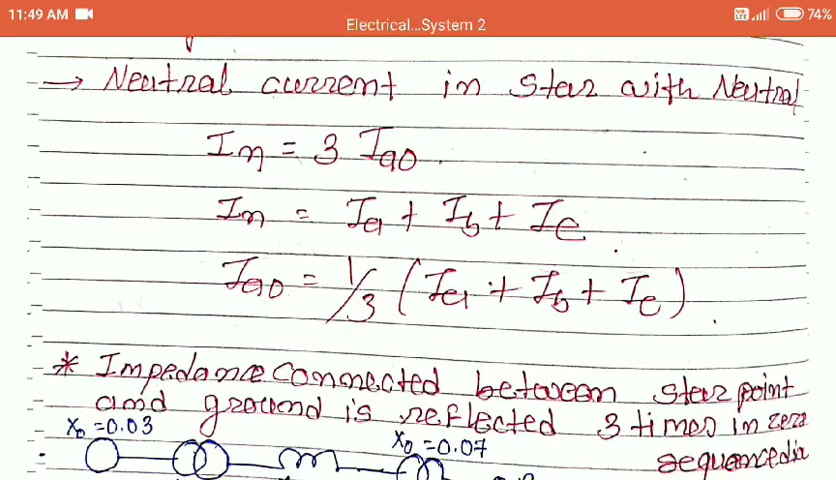 11:49 AM
Electrical...System 2
74%
→ Neutral current in star with Neutral
In = 3 Ia0
In = Ia + Ib + Ic
Ia0 = 1/3 (Ia + Ib + Ic)
* Impedance connected between star point
and ground is reflected 3 times in zero
sequence dia
X0 = 0.03
X0 = 0.07